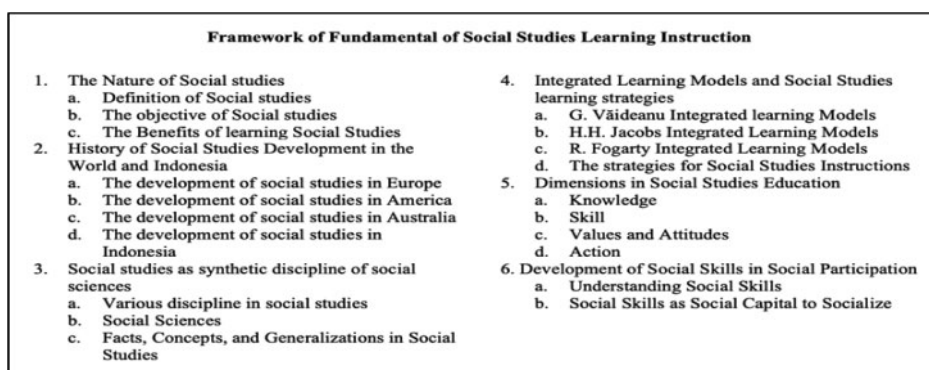 Framework of Fundamental of Social Studies Learning Instruction
1. The Nature of Social studies
a. Definition of Social studies
b. The objective of Social studies
c. The Benefits of learning Social Studies
2. History of Social Studies Development in the
World and Indonesia
a. The development of social studies in Europe
b. The development of social studies in America
c. The development of social studies in Australia
d. The development of social studies in
Indonesia
3. Social studies as synthetic discipline of social
sciences
a. Various discipline in social studies
b. Social Sciences
c. Facts, Concepts, and Generalizations in Social
Studies
4. Integrated Learning Models and Social Studies
learning strategies
a. G. Văideanu Integrated learning Models
b. H.H. Jacobs Integrated Learning Models
c. R. Fogarty Integrated Learning Models
d. The strategies for Social Studies Instructions
5. Dimensions in Social Studies Education
a. Knowledge
b. Skill
c. Values and Attitudes
d. Action
6. Development of Social Skills in Social Participation
a. Understanding Social Skills
b. Social Skills as Social Capital to Socialize